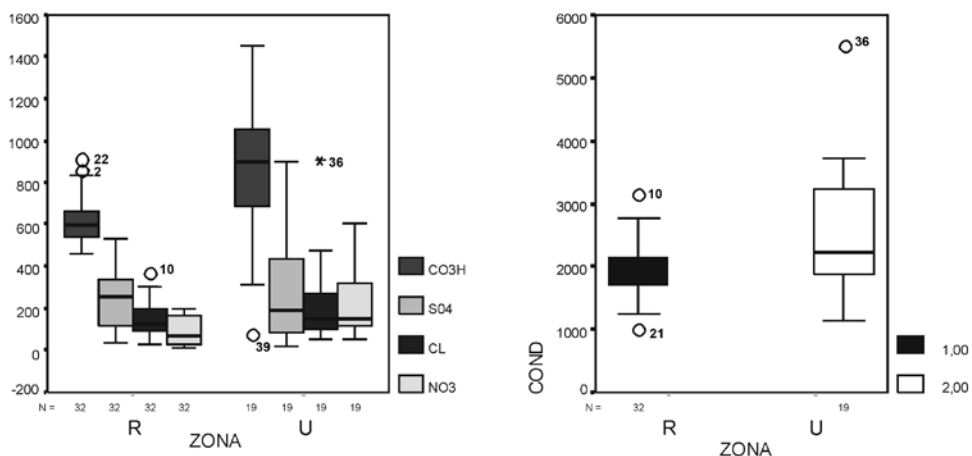 1600
1400
1200
1000
800
600
400
200
0
-200
22
2
10
36
39
CO3H
S04
CL
NO3
N = 32 32 32 32 19 19 19 19
R U
ZONA
6000
5000
4000
3000
2000
1000
0
COND
10
21
36
1,00
2,00
N = 32 19
R U
ZONA